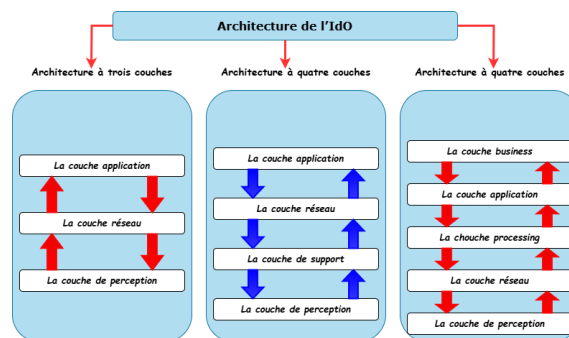 Architecture de l'IdO
Architecture à trois couches
La couche application
La couche réseau
La couche de perception
Architecture à quatre couches
La couche application
La couche réseau
La couche de support
La couche de perception
Architecture à quatre couches
La couche business
La couche application
La chouche processing
La couche réseau
La couche de perception